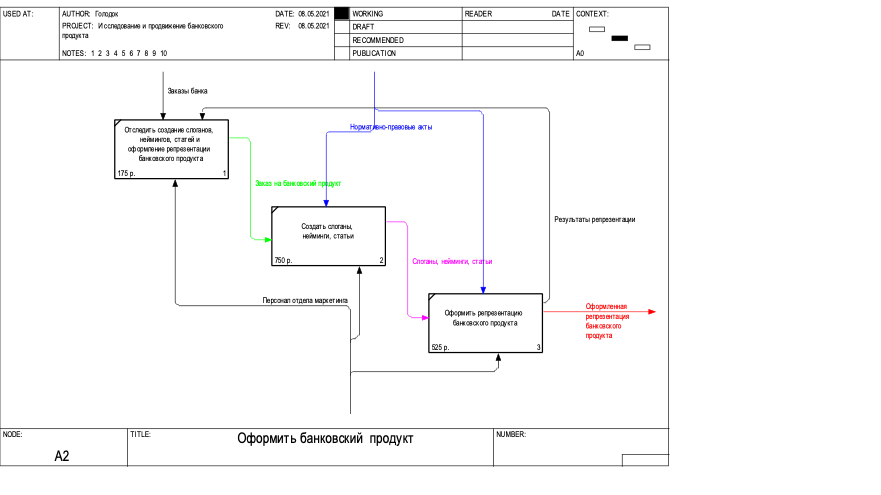 USED AT:
AUTHOR: Голодок
DATE: 08.05.2021
WORKING
READER
DATE
CONTEXT:
PROJECT: Исследование и продвижение банковского
продукта
REV: 08.05.2021
DRAFT
RECOMMENDED
NOTES: 1 2 3 4 5 6 7 8 9 10
PUBLICATION
A0
Заказы банка
Отследить создание слоганов,
неймингов, статей и
оформление репрезентации
банковского продукта
175 р.
1
Нормативно-правовые акты
Заказ на банковский продукт
Создать слоганы,
нейминги, статьи
750 р.
2
Результаты репрезентации
Слоганы, нейминги, статьи
Персонал отдела маркетинга
Оформить репрезентацию
банковского продукта
525 р.
3
Оформленная
репрезентация
банковского
продукта
NODE:
TITLE:
NUMBER:
A2
Оформить банковский продукт